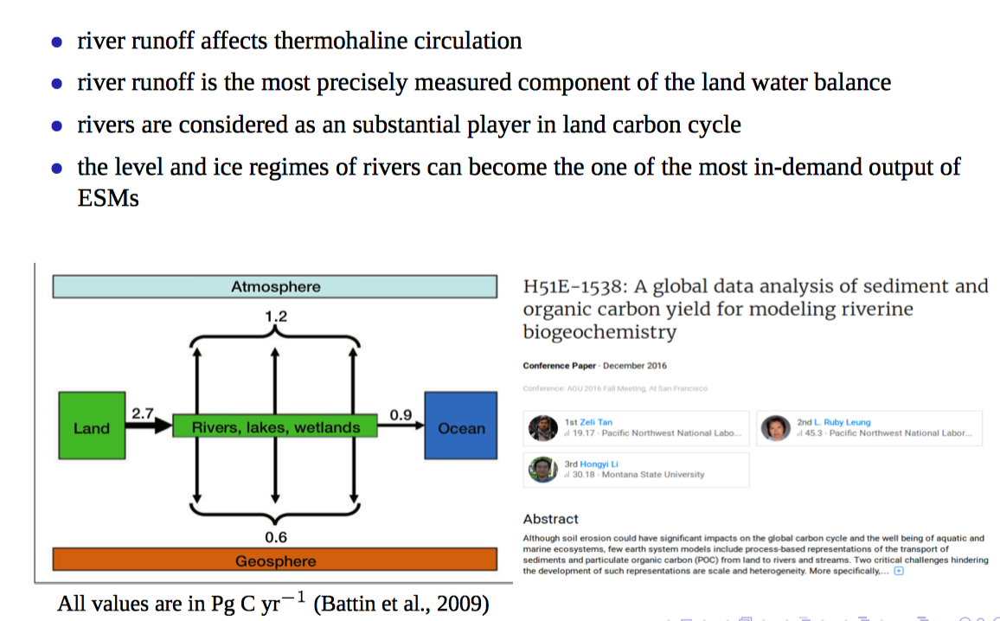 river runoff affects thermohaline circulation
river runoff is the most precisely measured component of the land water balance
rivers are considered as an substantial player in land carbon cycle
the level and ice regimes of rivers can become the one of the most in-demand output of
ESMs
Atmosphere
1.2
Land
2.7
Rivers, lakes, wetlands
0.9
Ocean
0.6
Geosphere
All values are in Pg C yr−1 (Battin et al., 2009)
H51E-1538: A global data analysis of sediment and
organic carbon yield for modeling riverine
biogeochemistry
Conference Paper · December 2016
Conference: AGU 2016 Fall Meeting, At San Francisco
1st Zeli Tan
19.17 · Pacific Northwest National Labo...
2nd L. Ruby Leung
45.3 · Pacific Northwest National Labor...
3rd Hongyi Li
30.18 · Montana State University
Abstract
Although soil erosion could have significant impacts on the global carbon cycle and the well being of aquatic and
marine ecosystems, few earth system models include process-based representations of the transport of
sediments and particulate organic carbon (POC) from land to rivers and streams. Two critical challenges hindering
the development of such representations are scale and heterogeneity. More specifically,...